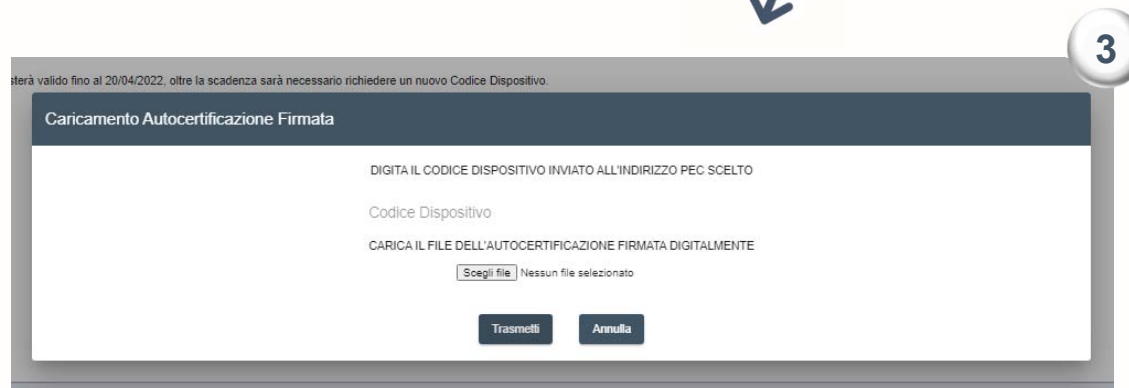 3
valido fino al 20/04/2022, oltre la scadenza sarà necessario richiedere un nuovo Codice Dispositivo.
Caricamento Autocertificazione Firmata
DIGITA IL CODICE DISPOSITIVO INVIATO ALL'INDIRIZZO PEC SCELTO
Codice Dispositivo
CARICA IL FILE DELL'AUTOCERTIFICAZIONE FIRMATA DIGITALMENTE
Scegli file Nessun file selezionato
Trasmetti Annulla